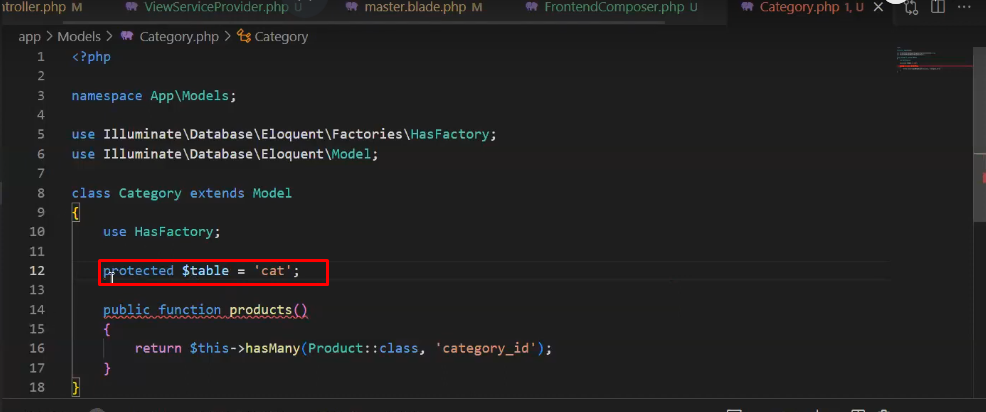 ntroller.php M ViewServiceProvider.php U master.blade.php M FrontendComposer.php U Category.php 1, U
app > Models > Category.php > Category
1 <?php
2
3 namespace App\Models;
4
5 use Illuminate\Database\Eloquent\Factories\HasFactory;
6 use Illuminate\Database\Eloquent\Model;
7
8 class Category extends Model
9 {
10 use HasFactory;
11
12 protected $table = 'cat';
13
14 public function products()
15 {
16 return $this->hasMany(Product::class, 'category_id');
17 }
18 }